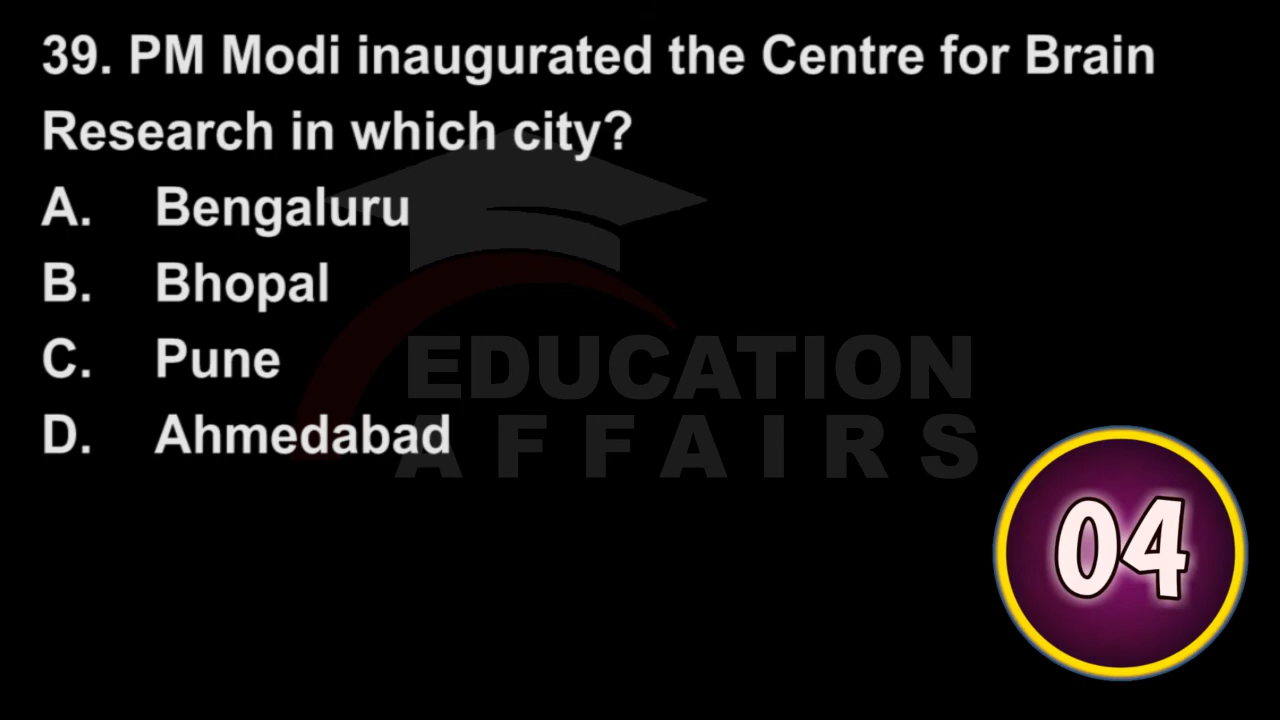 39. PM Modi inaugurated the Centre for Brain
Research in which city?
A. Bengaluru
B. Bhopal
C. Pune
D. Ahmedabad
EDUCATION
AFFAIRS
04